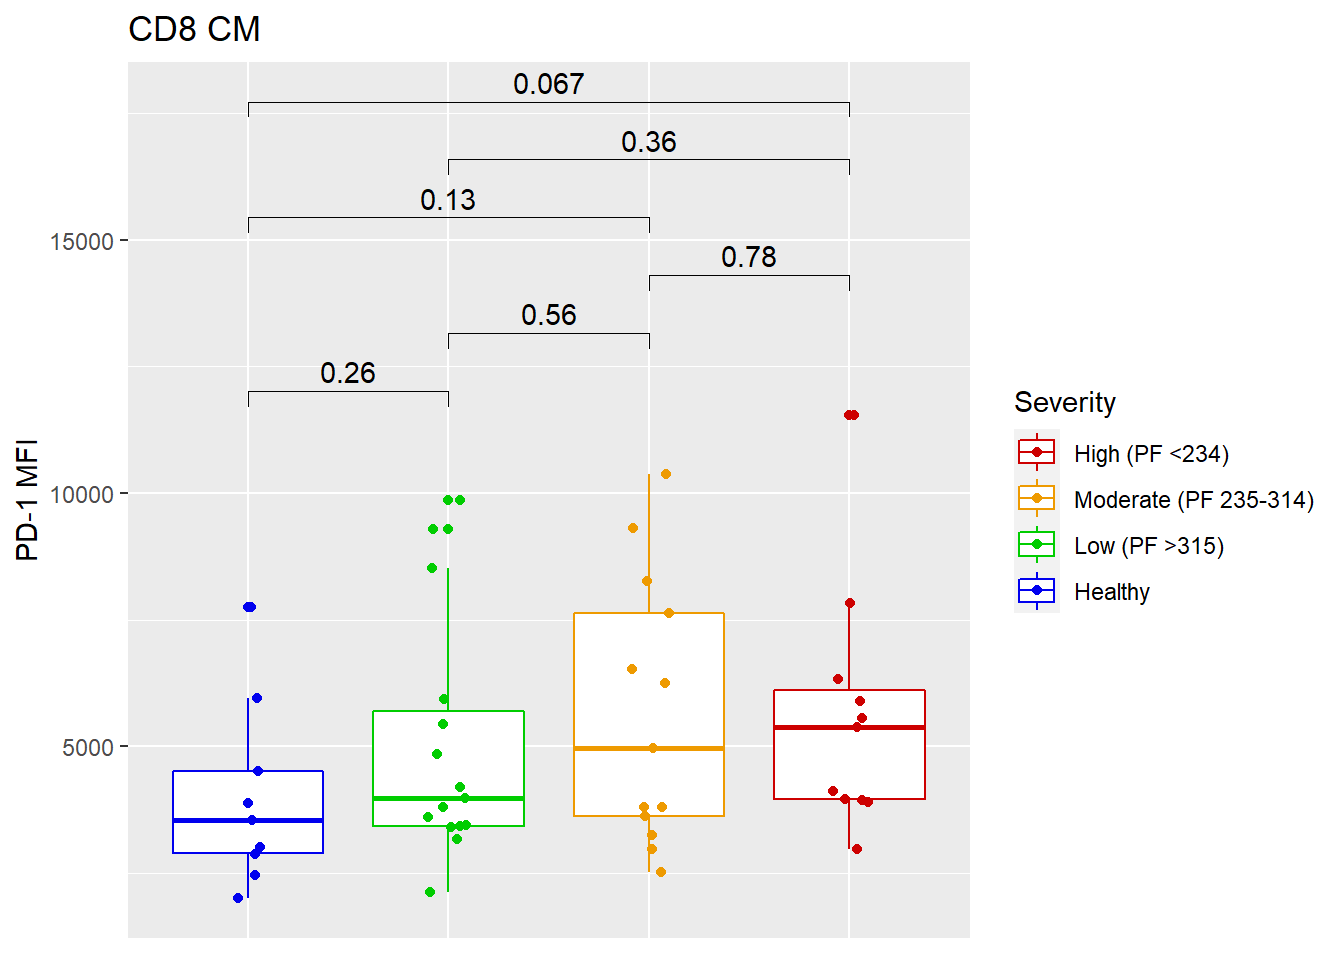 CD8 CM
0.067
0.36
0.13
15000
0.78
0.56
0.26
PD-1 MFI
10000
5000
Severity
High (PF <234)
Moderate (PF 235-314)
Low (PF >315)
Healthy